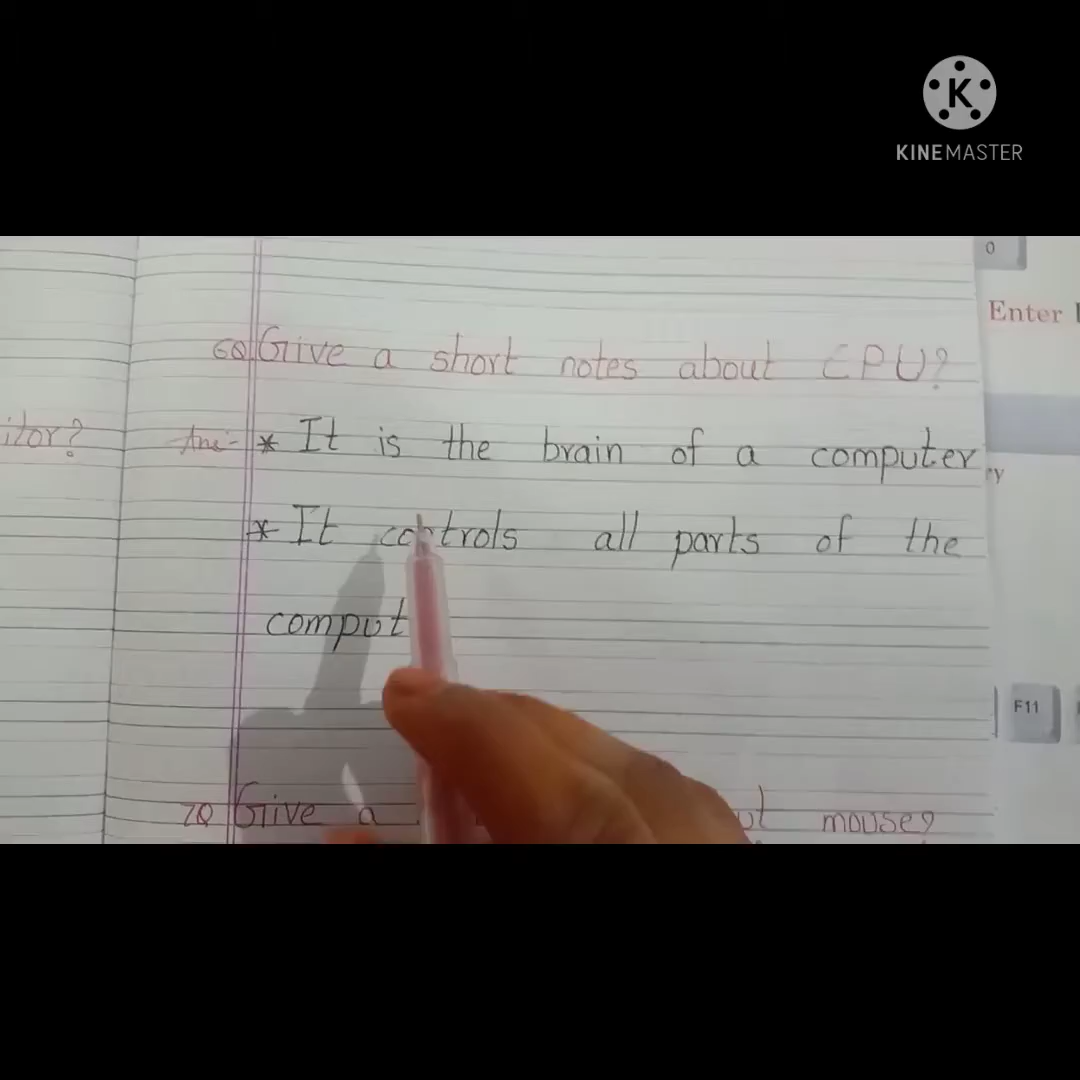 KINEMASTER
0
Enter
6Q Give a short notes about CPU?
itor?
Ans:- * It is the brain of a computer
* It controls all parts of the
comput
F11
7Q Give a mouse?